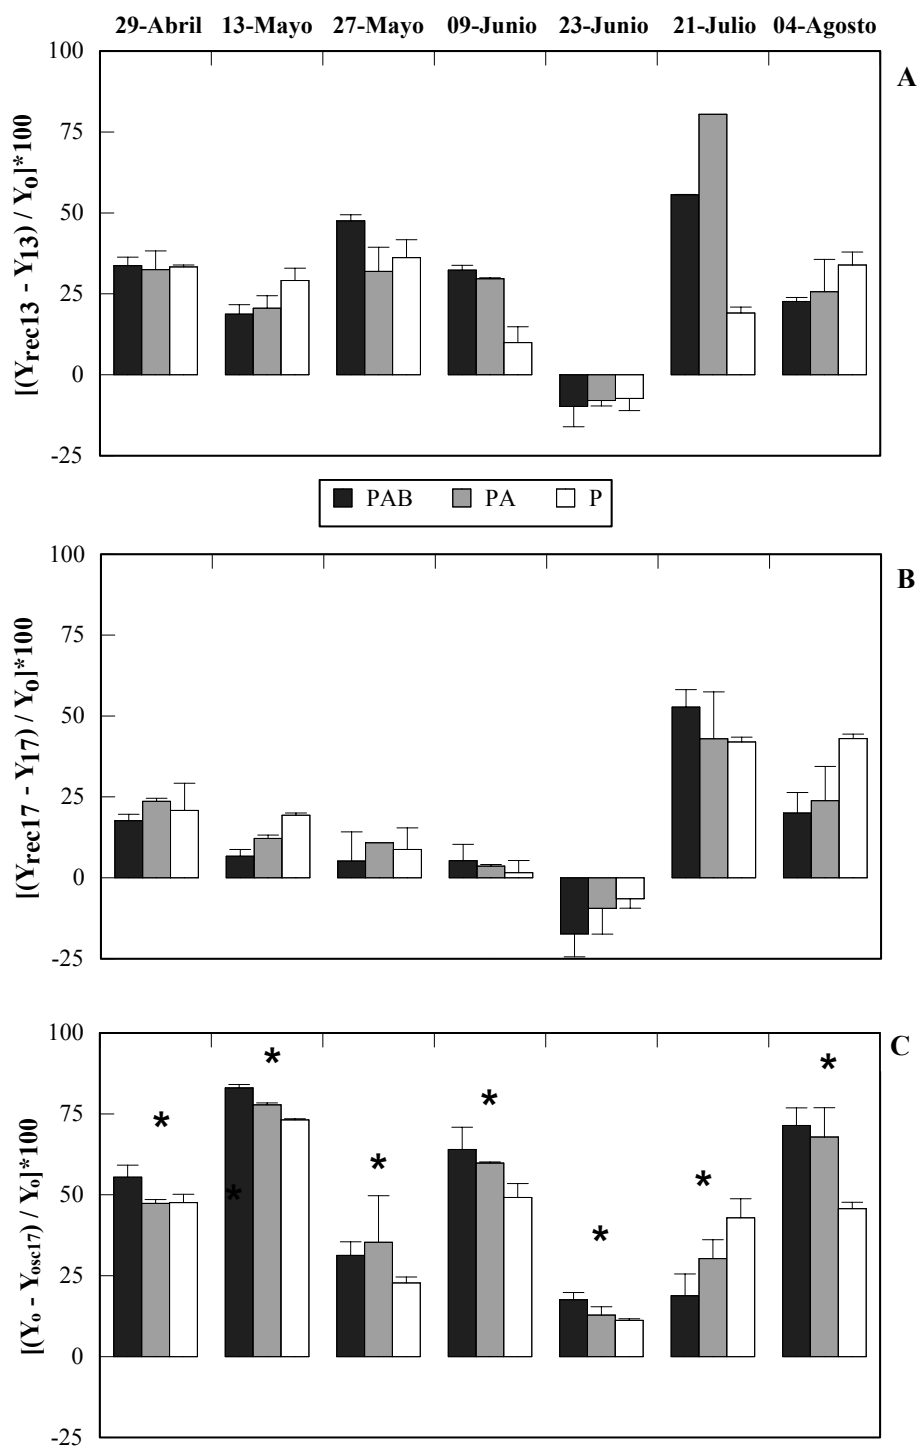 29-Abril 13-Mayo 27-Mayo 09-Junio 23-Junio 21-Julio 04-Agosto
A
[(Yrec13 - Y13) / Yo]*100
100
75
50
25
0
-25
PAB PA P
B
[(Yrec17 - Y17) / Yo]*100
100
75
50
25
0
-25
C
[(Yo - Yosc17) / Yo]*100
100
75
50
25
0
-25
* * * * * * * *